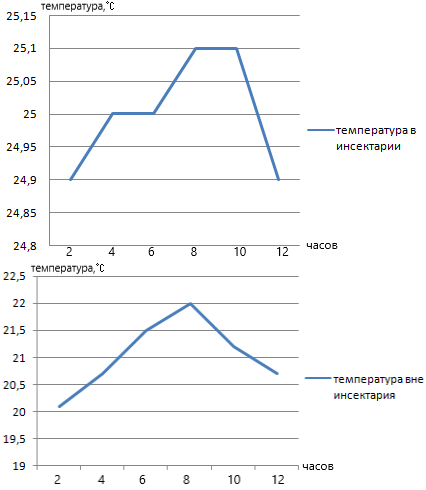 температура,°С
25,15
25,1
25,05
25
24,95
24,9
24,85
24,8
2 4 6 8 10 12
часов
температура в
инсектарии
температура,°С
22,5
22
21,5
21
20,5
20
19,5
19
2 4 6 8 10 12
часов
температура вне
инсектария